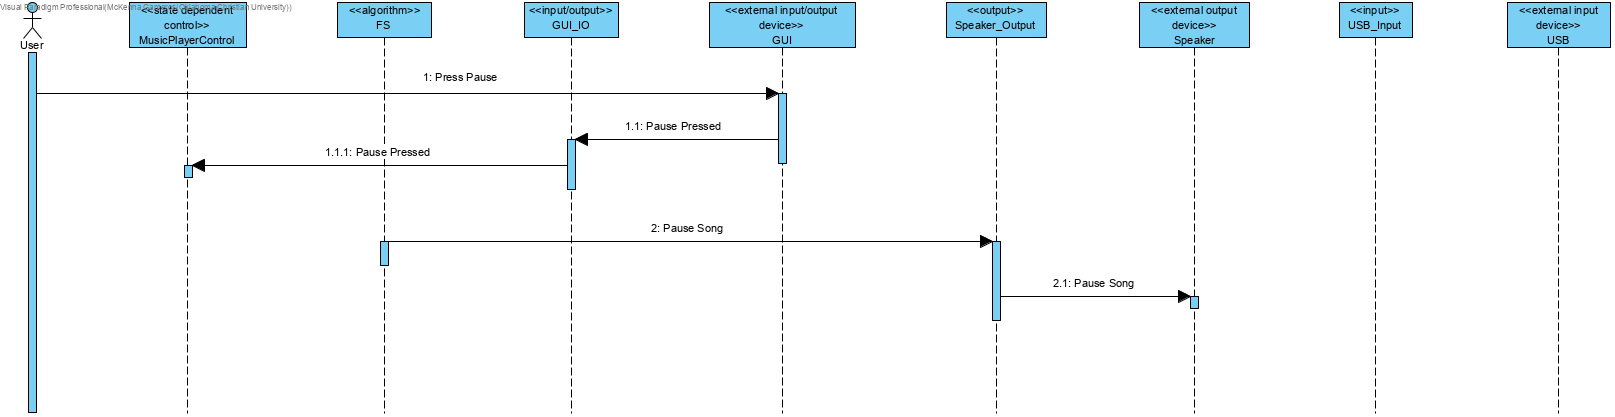 Visual Paradigm Professional(McKenna
Christian University))
User
<<state dependent
control>>
MusicPlayerControl
<<algorithm>>
FS
<<input/output>>
GUI_IO
<<external input/output
device>>
GUI
<<output>>
Speaker_Output
<<external output
device>>
Speaker
<<input>>
USB_Input
<<external input
device>>
USB
1: Press Pause
1.1: Pause Pressed
1.1.1: Pause Pressed
2: Pause Song
2.1: Pause Song